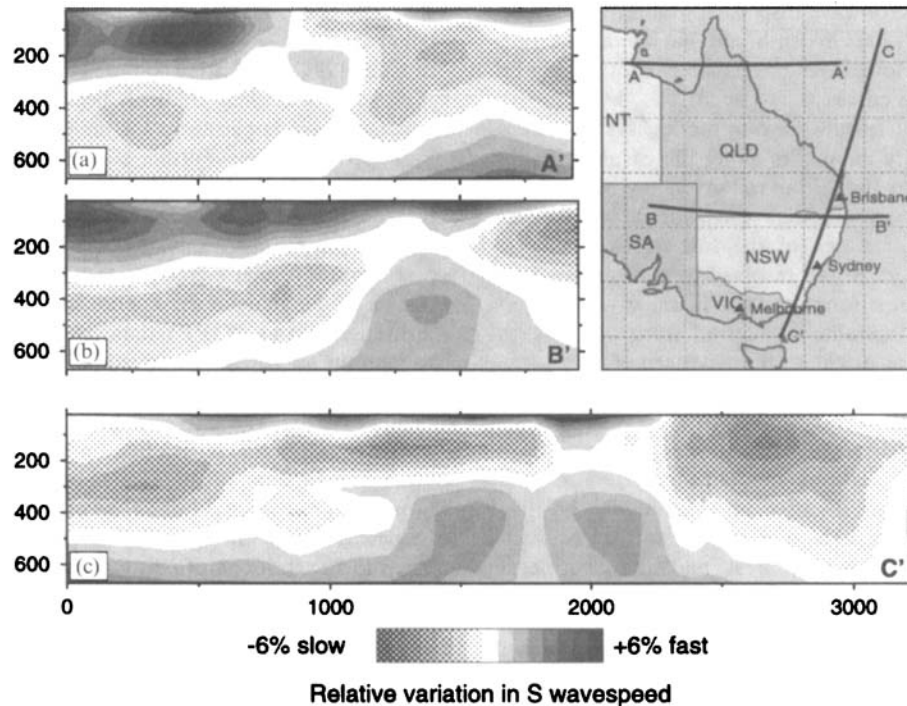 200
400
600
(a)
A'
200
400
600
(b)
B'
200
400
600
(c)
C'
0
1000
2000
3000
-6% slow
+6% fast
Relative variation in S wavespeed
C
A
A'
NT
QLD
Brisbane
B
B'
SA
NSW
Sydney
VIC
Melbourne
C'